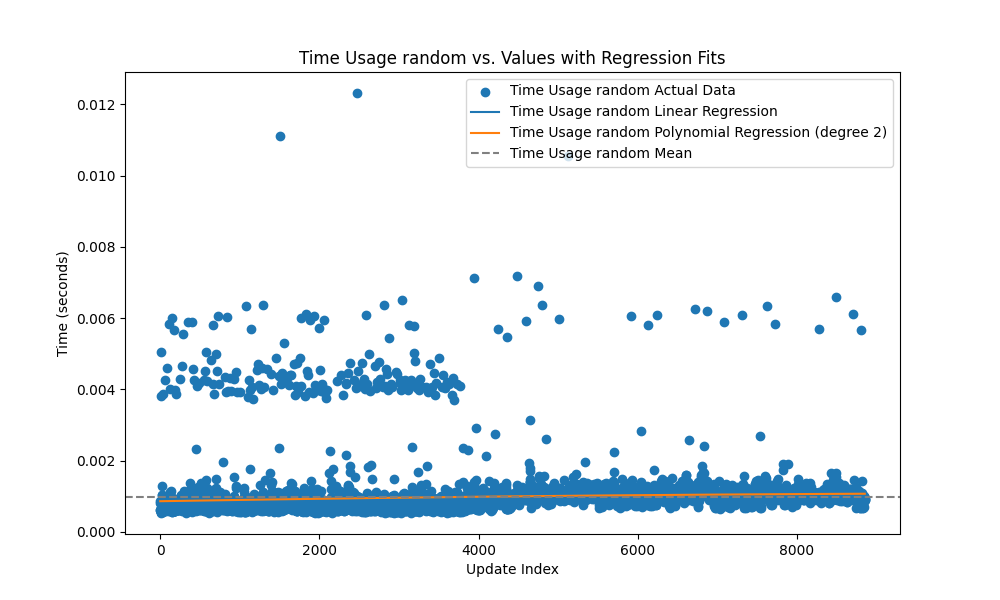 Time Usage random vs. Values with Regression Fits
Time Usage random Actual Data
Time Usage random Linear Regression
Time Usage random Polynomial Regression (degree 2)
Time Usage random Mean
Time (seconds)
0.012
0.010
0.008
0.006
0.004
0.002
0.000
0 2000 4000 6000 8000
Update Index